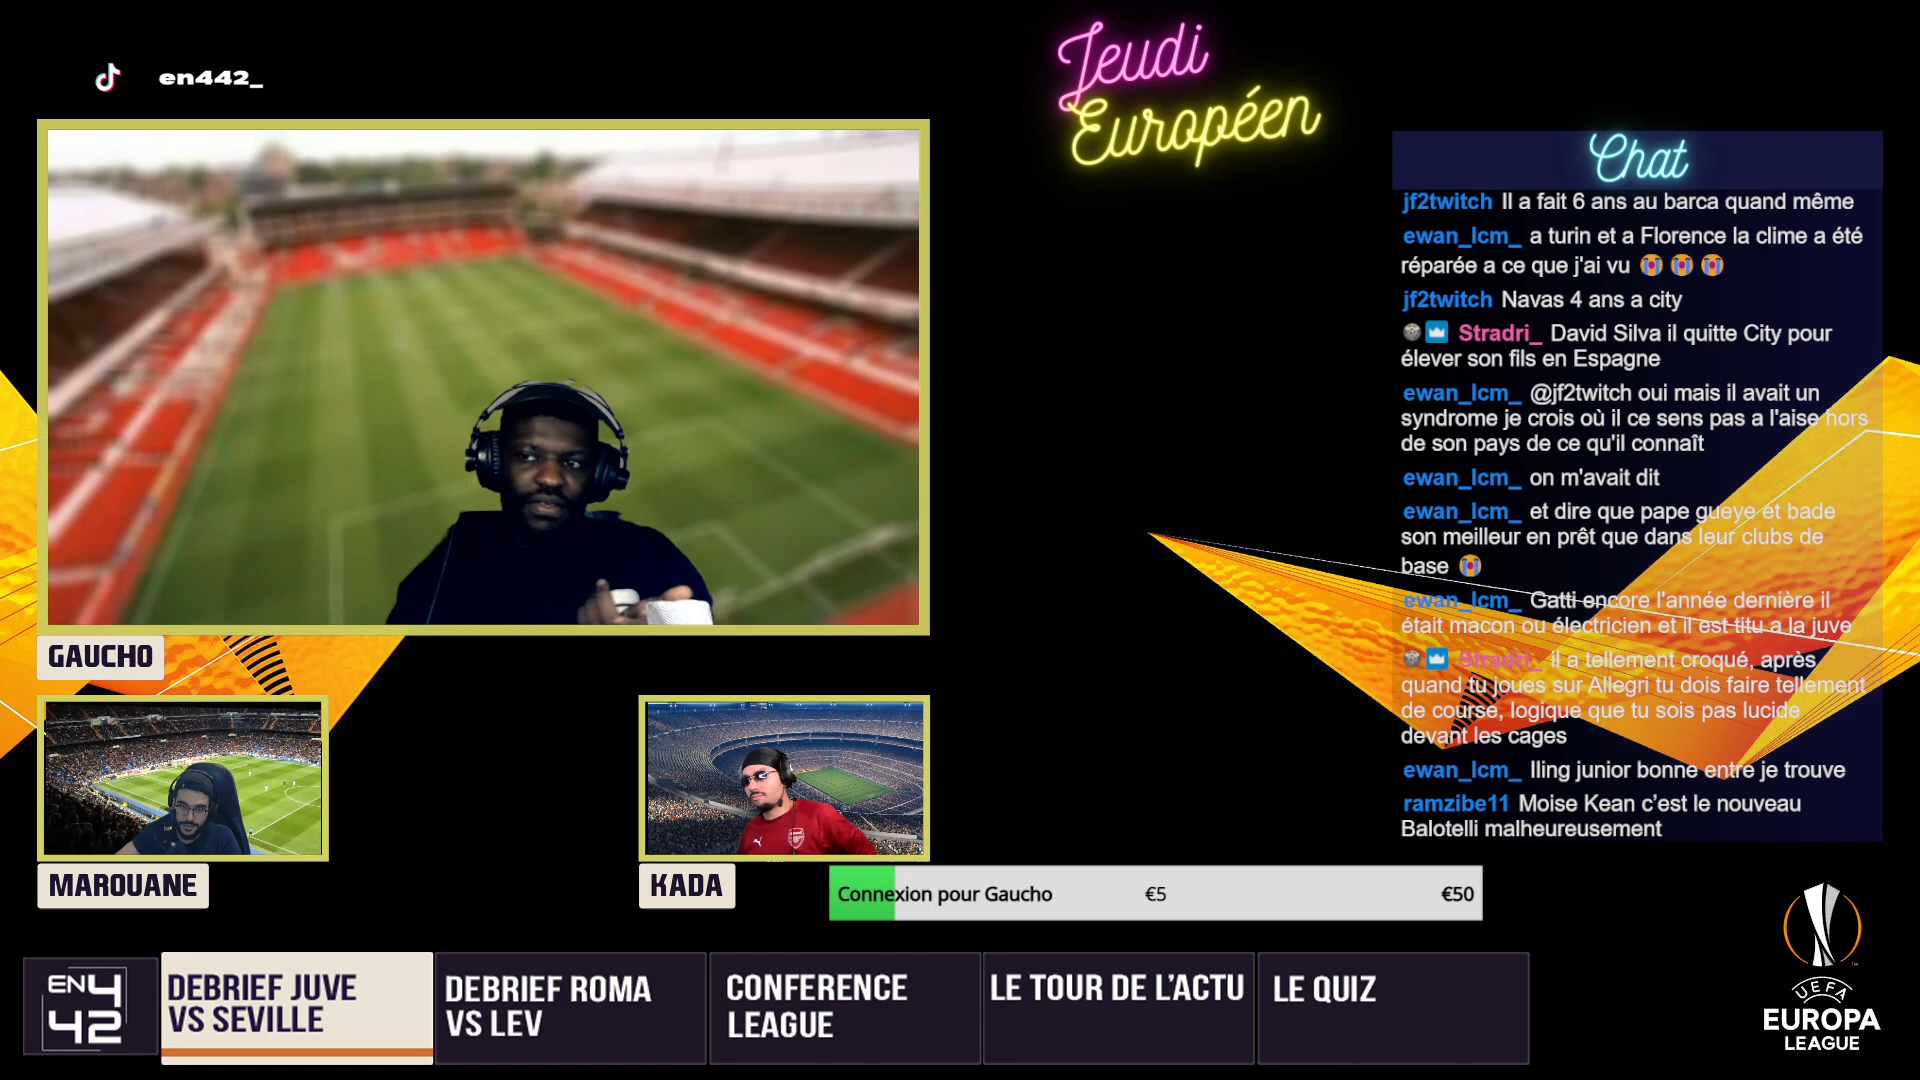 en442_
Jeudi
Européen
Chat
jf2twitch Il a fait 6 ans au barca quand même
ewan_lcm_ a turin et a Florence la clime a été
réparée a ce que j'ai vu 😭 😭 😭
jf2twitch Navas 4 ans a city
Stradri_ David Silva il quitte City pour
élever son fils en Espagne
ewan_lcm_ @jf2twitch oui mais il avait un
syndrome je crois où il ce sens pas a l'aise hors
de son pays de ce qu'il connaît
ewan_lcm_ on m'avait dit
ewan_lcm_ et dire que pape gueye et bade
son meilleur en prêt que dans leur clubs de
base 😭
ewan_lcm_ Gatti encore l'année dernière il
était macon ou électricien et il est titu a la juve
Stradri_ Il a tellement croqué, après
quand tu joues sur Allegri tu dois faire tellement
de course, logique que tu sois pas lucide
devant les cages
ewan_lcm_ Iling junior bonne entre je trouve
ramzibe11 Moise Kean c'est le nouveau
Balotelli malheureusement
GAUCHO
MAROUANE
KADA
Connexion pour Gaucho €5 €50
EN 4
42
DEBRIEF JUVE
VS SEVILLE
DEBRIEF ROMA
VS LEV
CONFERENCE
LEAGUE
LE TOUR DE L'ACTU
LE QUIZ
UEFA
EUROPA
LEAGUE